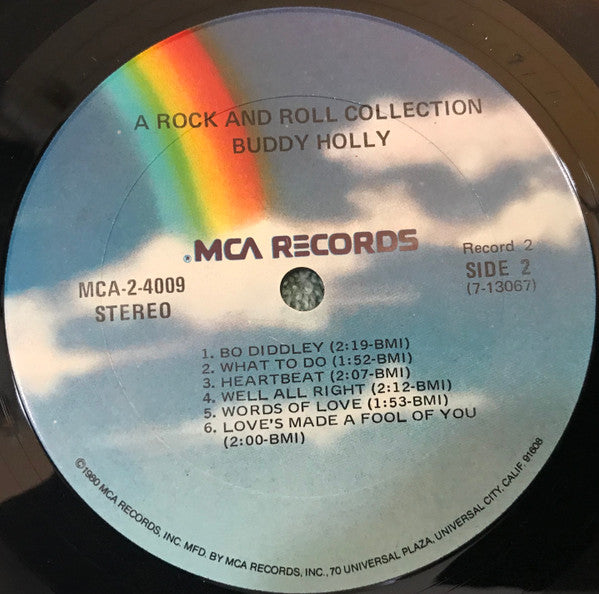 A ROCK AND ROLL COLLECTION
BUDDY HOLLY
MCA RECORDS
MCA-2-4009
STEREO
Record 2
SIDE 2
(7-13067)
1. BO DIDDLEY (2:19-BMI)
2. WHAT TO DO (1:52-BMI)
3. HEARTBEAT (2:07-BMI)
4. WELL ALL RIGHT (2:12-BMI)
5. WORDS OF LOVE (1:53-BMI)
6. LOVE'S MADE A FOOL OF YOU
(2:00-BMI)
©1980 MCA RECORDS, INC. MFD. BY MCA RECORDS, INC., 70 UNIVERSAL PLAZA, UNIVERSAL CITY, CALIF. 91608